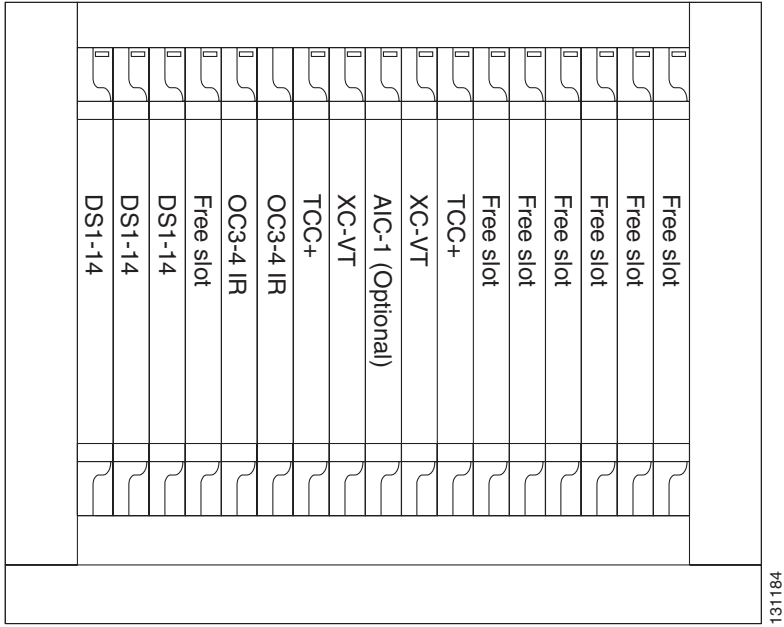 DS1-14
DS1-14
DS1-14
Free slot
OC3-4 IR
OC3-4 IR
TCC+
XC-VT
AIC-1 (Optional)
XC-VT
TCC+
Free slot
Free slot
Free slot
Free slot
Free slot
Free slot
131184